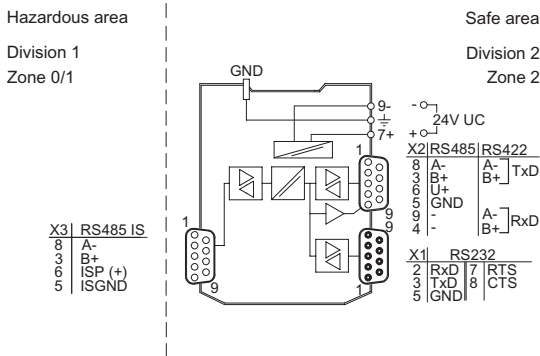 Hazardous area
Safe area
Division 1
Division 2
Zone 0/1
Zone 2
GND
9-
7+
-
24V UC
+
1
9
9
1
1
9
X2 RS485 RS422
8 A- A- TxD
3 B+ B+
6 U+
5 GND
9 - A- RxD
4 - B+
X1 RS232
2 RxD 7 RTS
3 TxD 8 CTS
5 GND
X3 RS485 IS
8 A-
3 B+
6 ISP (+)
5 ISGND